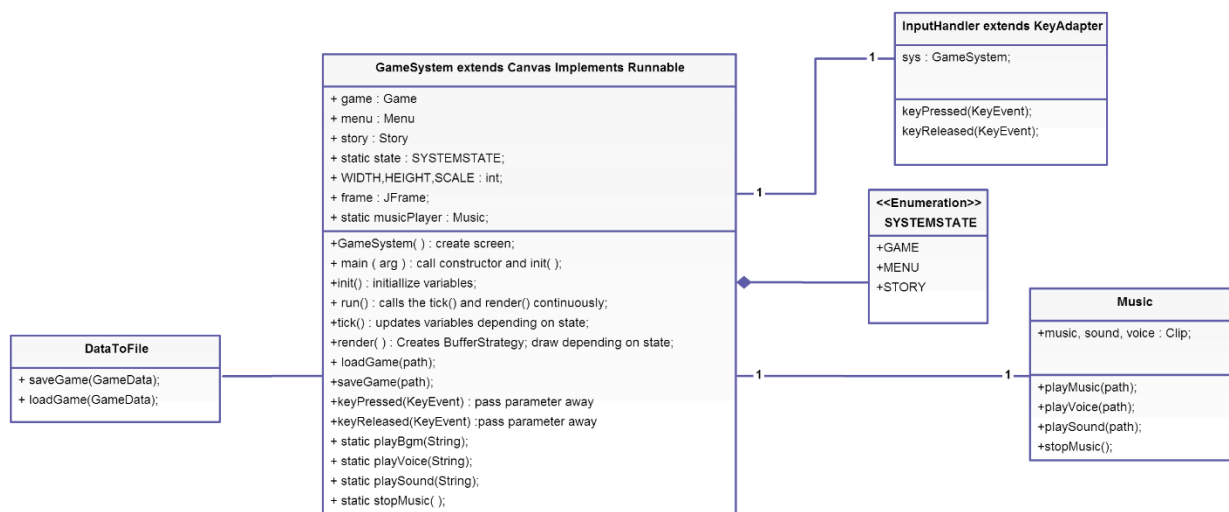 InputHandler extends KeyAdapter
sys : GameSystem;
keyPressed(KeyEvent);
keyReleased(KeyEvent);
1
1
GameSystem extends Canvas Implements Runnable
+ game : Game
+ menu : Menu
+ story : Story
+ static state : SYSTEMSTATE;
+ WIDTH,HEIGHT,SCALE : int;
+ frame : JFrame;
+ static musicPlayer : Music;
+GameSystem( ) : create screen;
+ main ( arg ) : call constructor and init( );
+init() : initiallize variables;
+ run() : calls the tick() and render() continuously;
+tick() : updates variables depending on state;
+render( ) : Creates BufferStrategy; draw depending on state;
+ loadGame(path);
+saveGame(path);
+keyPressed(KeyEvent) : pass parameter away
+keyReleased(KeyEvent) :pass parameter away
+ static playBgm(String);
+ static playVoice(String);
+ static playSound(String);
+ static stopMusic( );
<<Enumeration>>
SYSTEMSTATE
+GAME
+MENU
+STORY
DataToFile
+ saveGame(GameData);
+ loadGame(GameData);
1
1
Music
+music, sound, voice : Clip;
+playMusic(path);
+playVoice(path);
+playSound(path);
+stopMusic();